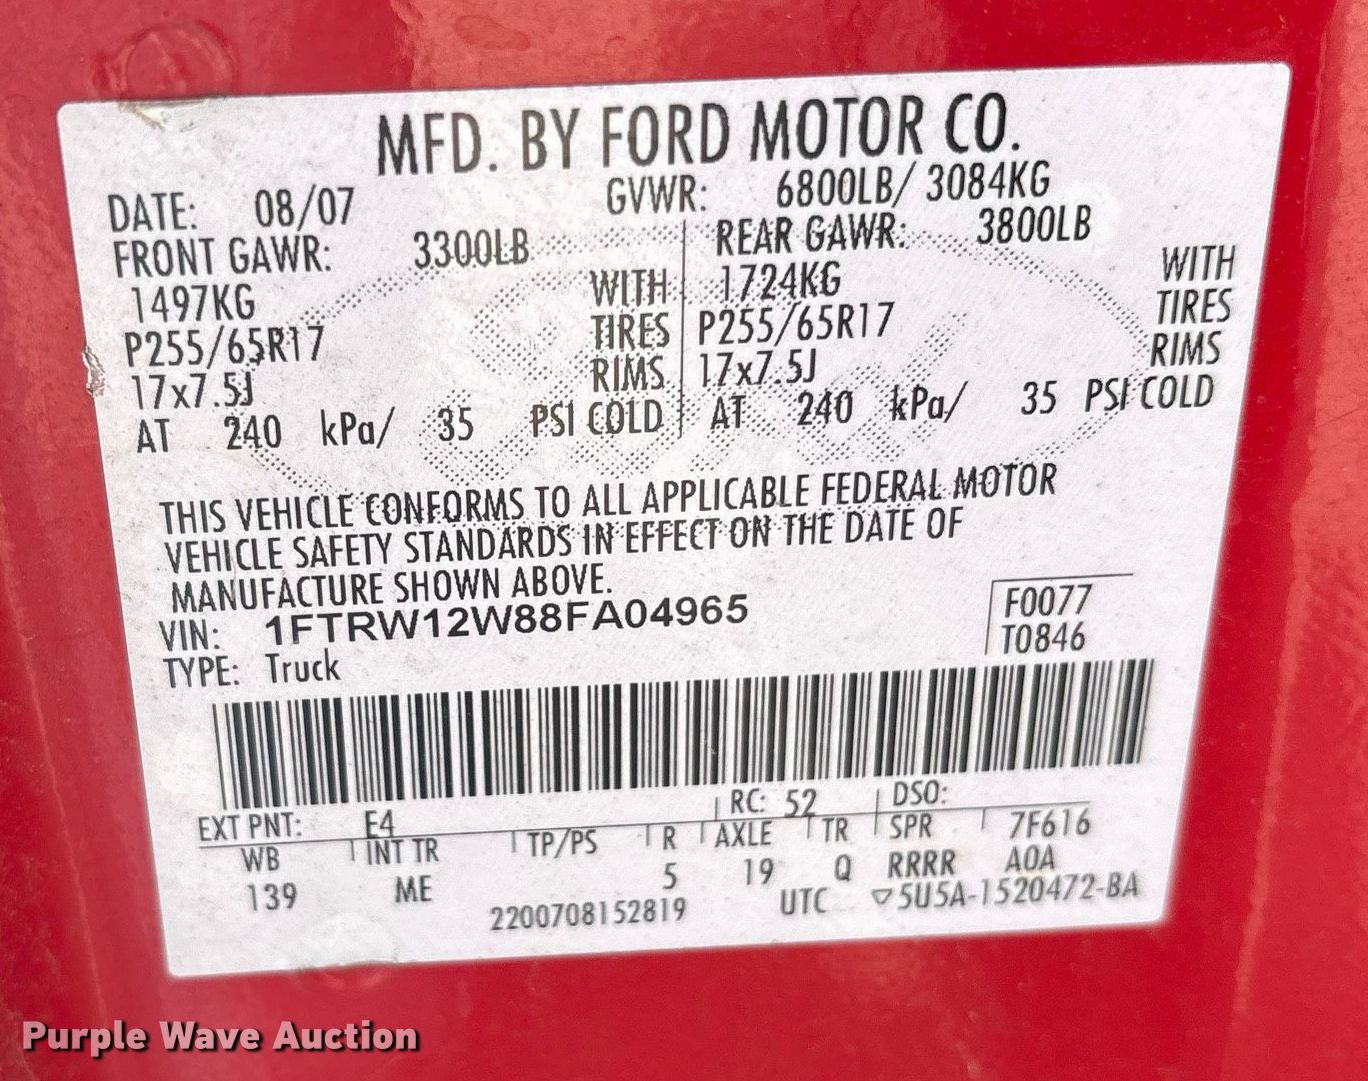 MFD. BY FORD MOTOR CO.
DATE: 08/07 GVWR: 6800LB/ 3084KG
FRONT GAWR: 3300LB REAR GAWR: 3800LB
1497KG WITH 1724KG WITH
P255/65R17 TIRES P255/65R17 TIRES
17x7.5J RIMS 17x7.5J RIMS
AT 240 kPa/ 35 PSI COLD AT 240 kPa/ 35 PSI COLD
THIS VEHICLE CONFORMS TO ALL APPLICABLE FEDERAL MOTOR
VEHICLE SAFETY STANDARDS IN EFFECT ON THE DATE OF
MANUFACTURE SHOWN ABOVE.
VIN: 1FTRW12W88FA04965 F0077
TYPE: Truck T0846
EXT PNT: E4 RC: 52 DSO:
WB INT TR TP/PS R AXLE TR SPR 7F616
139 ME 5 19 Q RRRR AOA
2200708152819 UTC ▽5U5A-1520472-BA
Purple Wave Auction